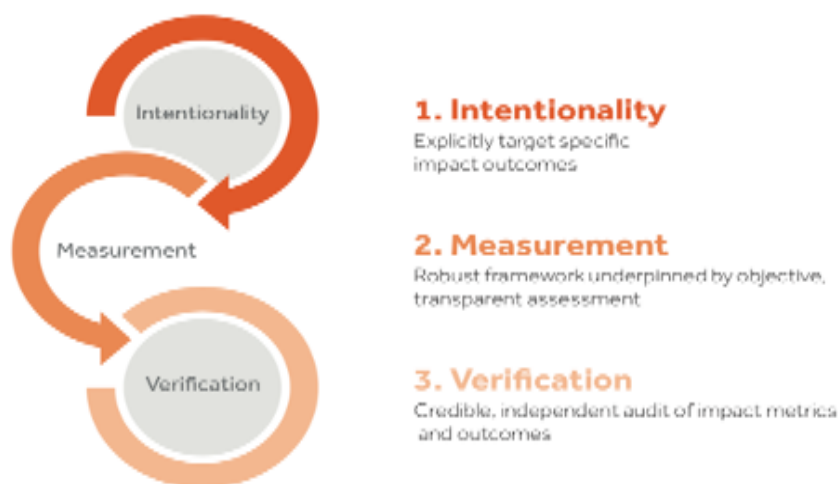 Intentionality
Measurement
Verification
1. Intentionality
Explicitly target specific
impact outcomes
2. Measurement
Robust framework underpinned by objective,
transparent assessment
3. Verification
Credible, independent audit of impact metrics
and outcomes